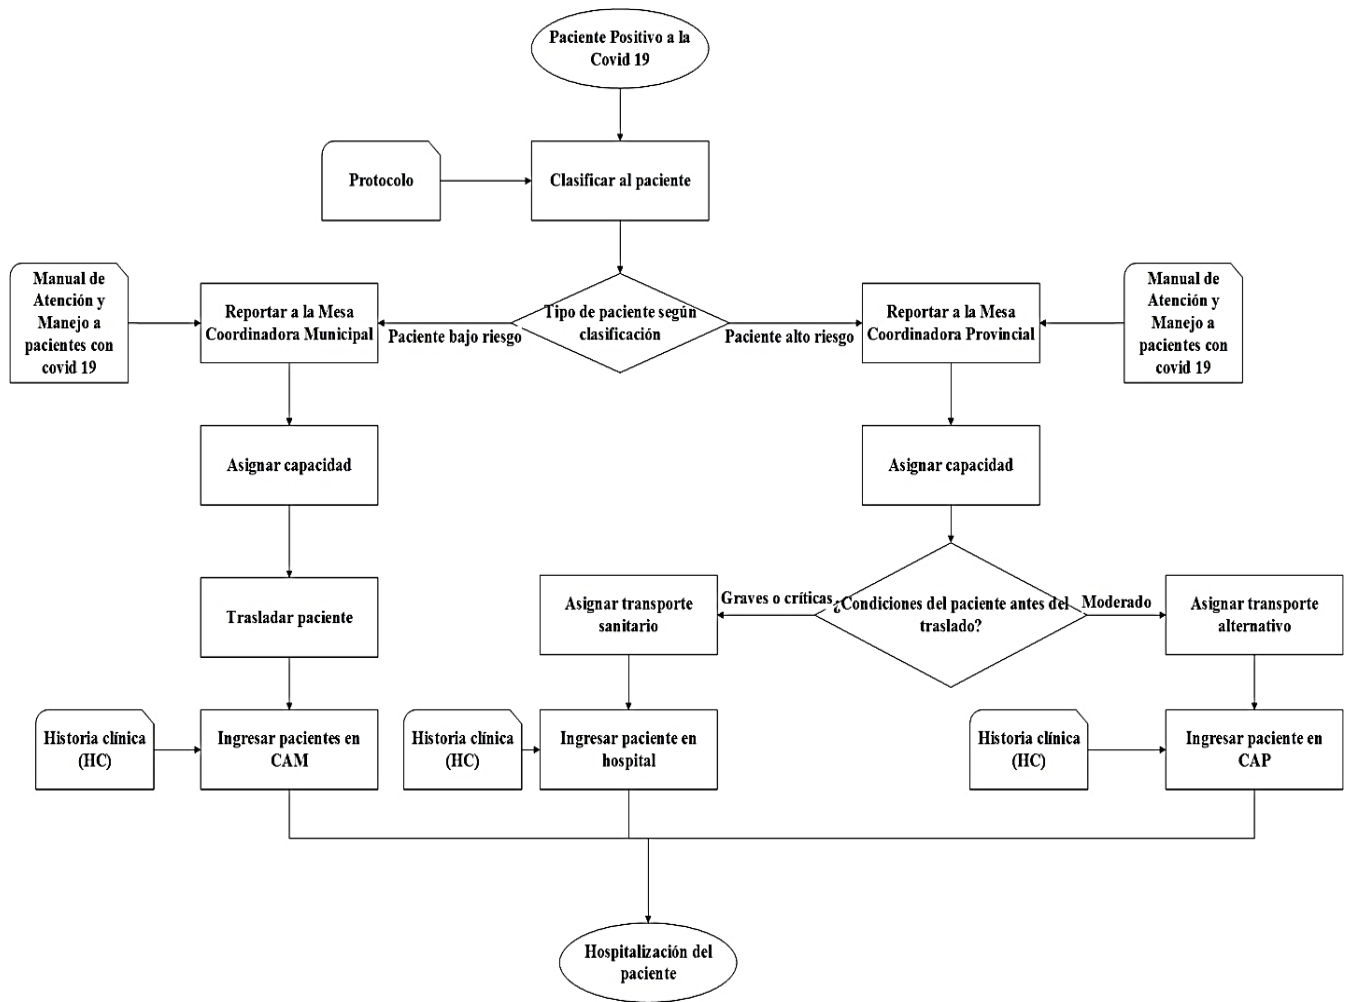 Paciente Positivo a la
Covid 19
Protocolo
Clasificar al paciente
Manual de
Atención y
Manejo a
pacientes con
covid 19
Reportar a la Mesa
Coordinadora Municipal
Paciente bajo riesgo
Tipo de paciente según
clasificación
Paciente alto riesgo
Reportar a la Mesa
Coordinadora Provincial
Manual de
Atención y
Manejo a
pacientes con
covid 19
Asignar capacidad
Asignar capacidad
Trasladar paciente
Asignar transporte
sanitario
Graves o críticas
¿Condiciones del paciente antes del
traslado?
Moderado
Asignar transporte
alternativo
Historia clínica
(HC)
Ingresar pacientes en
CAM
Historia clínica
(HC)
Ingresar paciente en
hospital
Historia clínica
(HC)
Ingresar paciente en
CAP
Hospitalización del
paciente